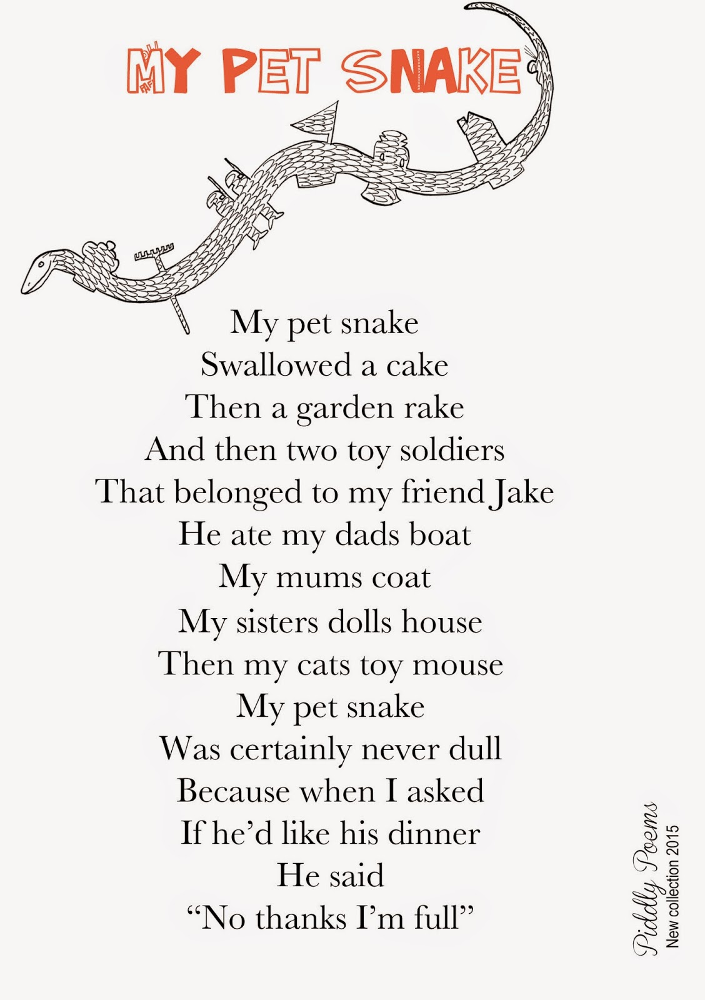 MY PET SNAKE
My pet snake
Swallowed a cake
Then a garden rake
And then two toy soldiers
That belonged to my friend Jake
He ate my dads boat
My mums coat
My sisters dolls house
Then my cats toy mouse
My pet snake
Was certainly never dull
Because when I asked
If he’d like his dinner
He said
“No thanks I’m full”
Piddly Poems
New collection 2015